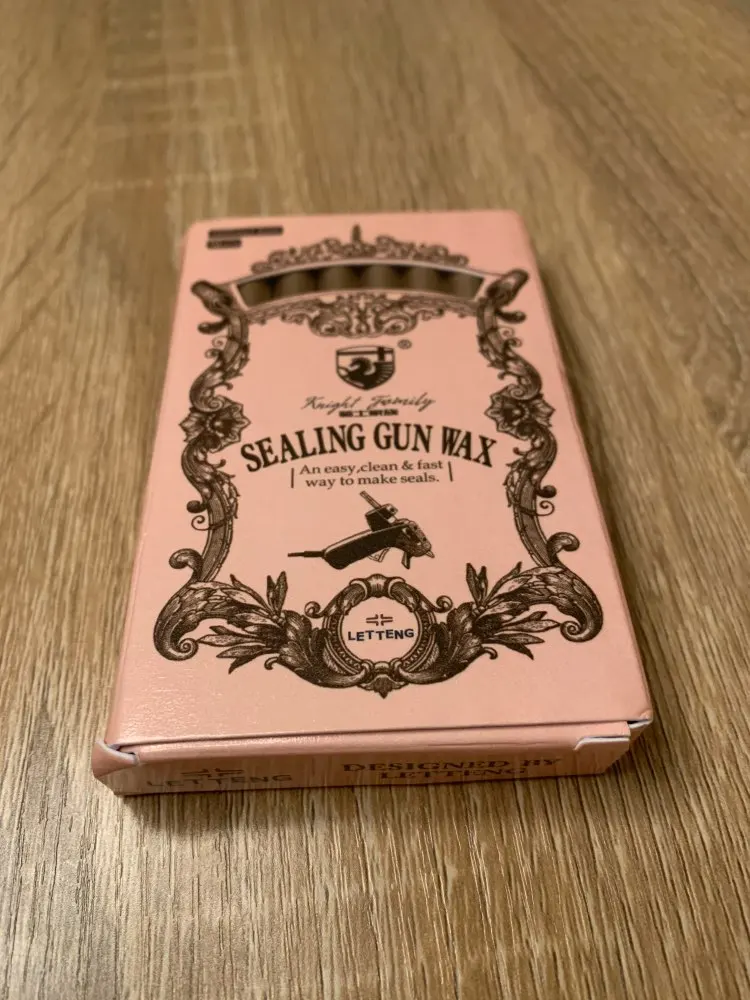 ®
Knight Family
SEALING GUN WAX
An easy,clean & fast
way to make seals.
LETTENG
LETTENG
DESIGNED BY
LETTENG